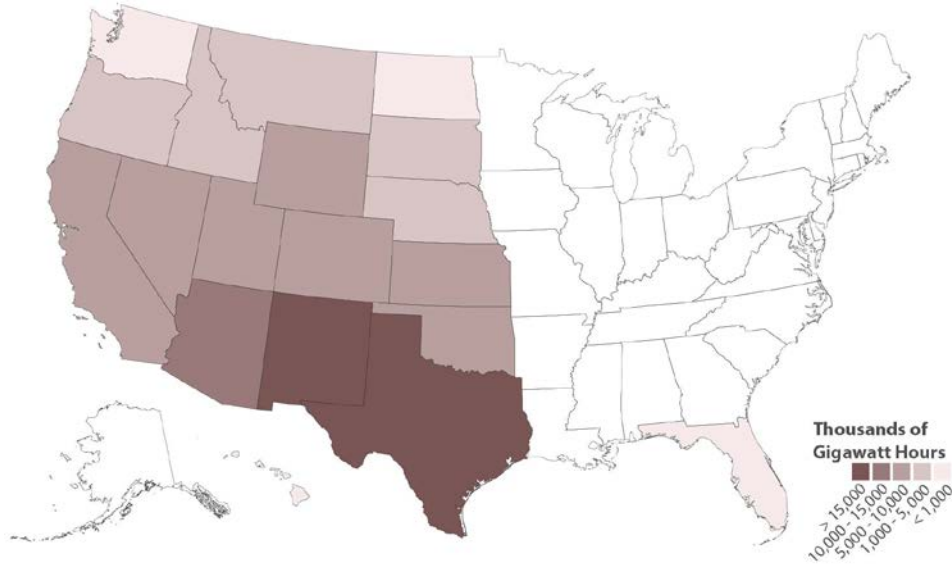 Thousands of
Gigawatt Hours
> 15,000
10,000 - 15,000
5,000 - 10,000
1,000 - 5,000
< 1,000